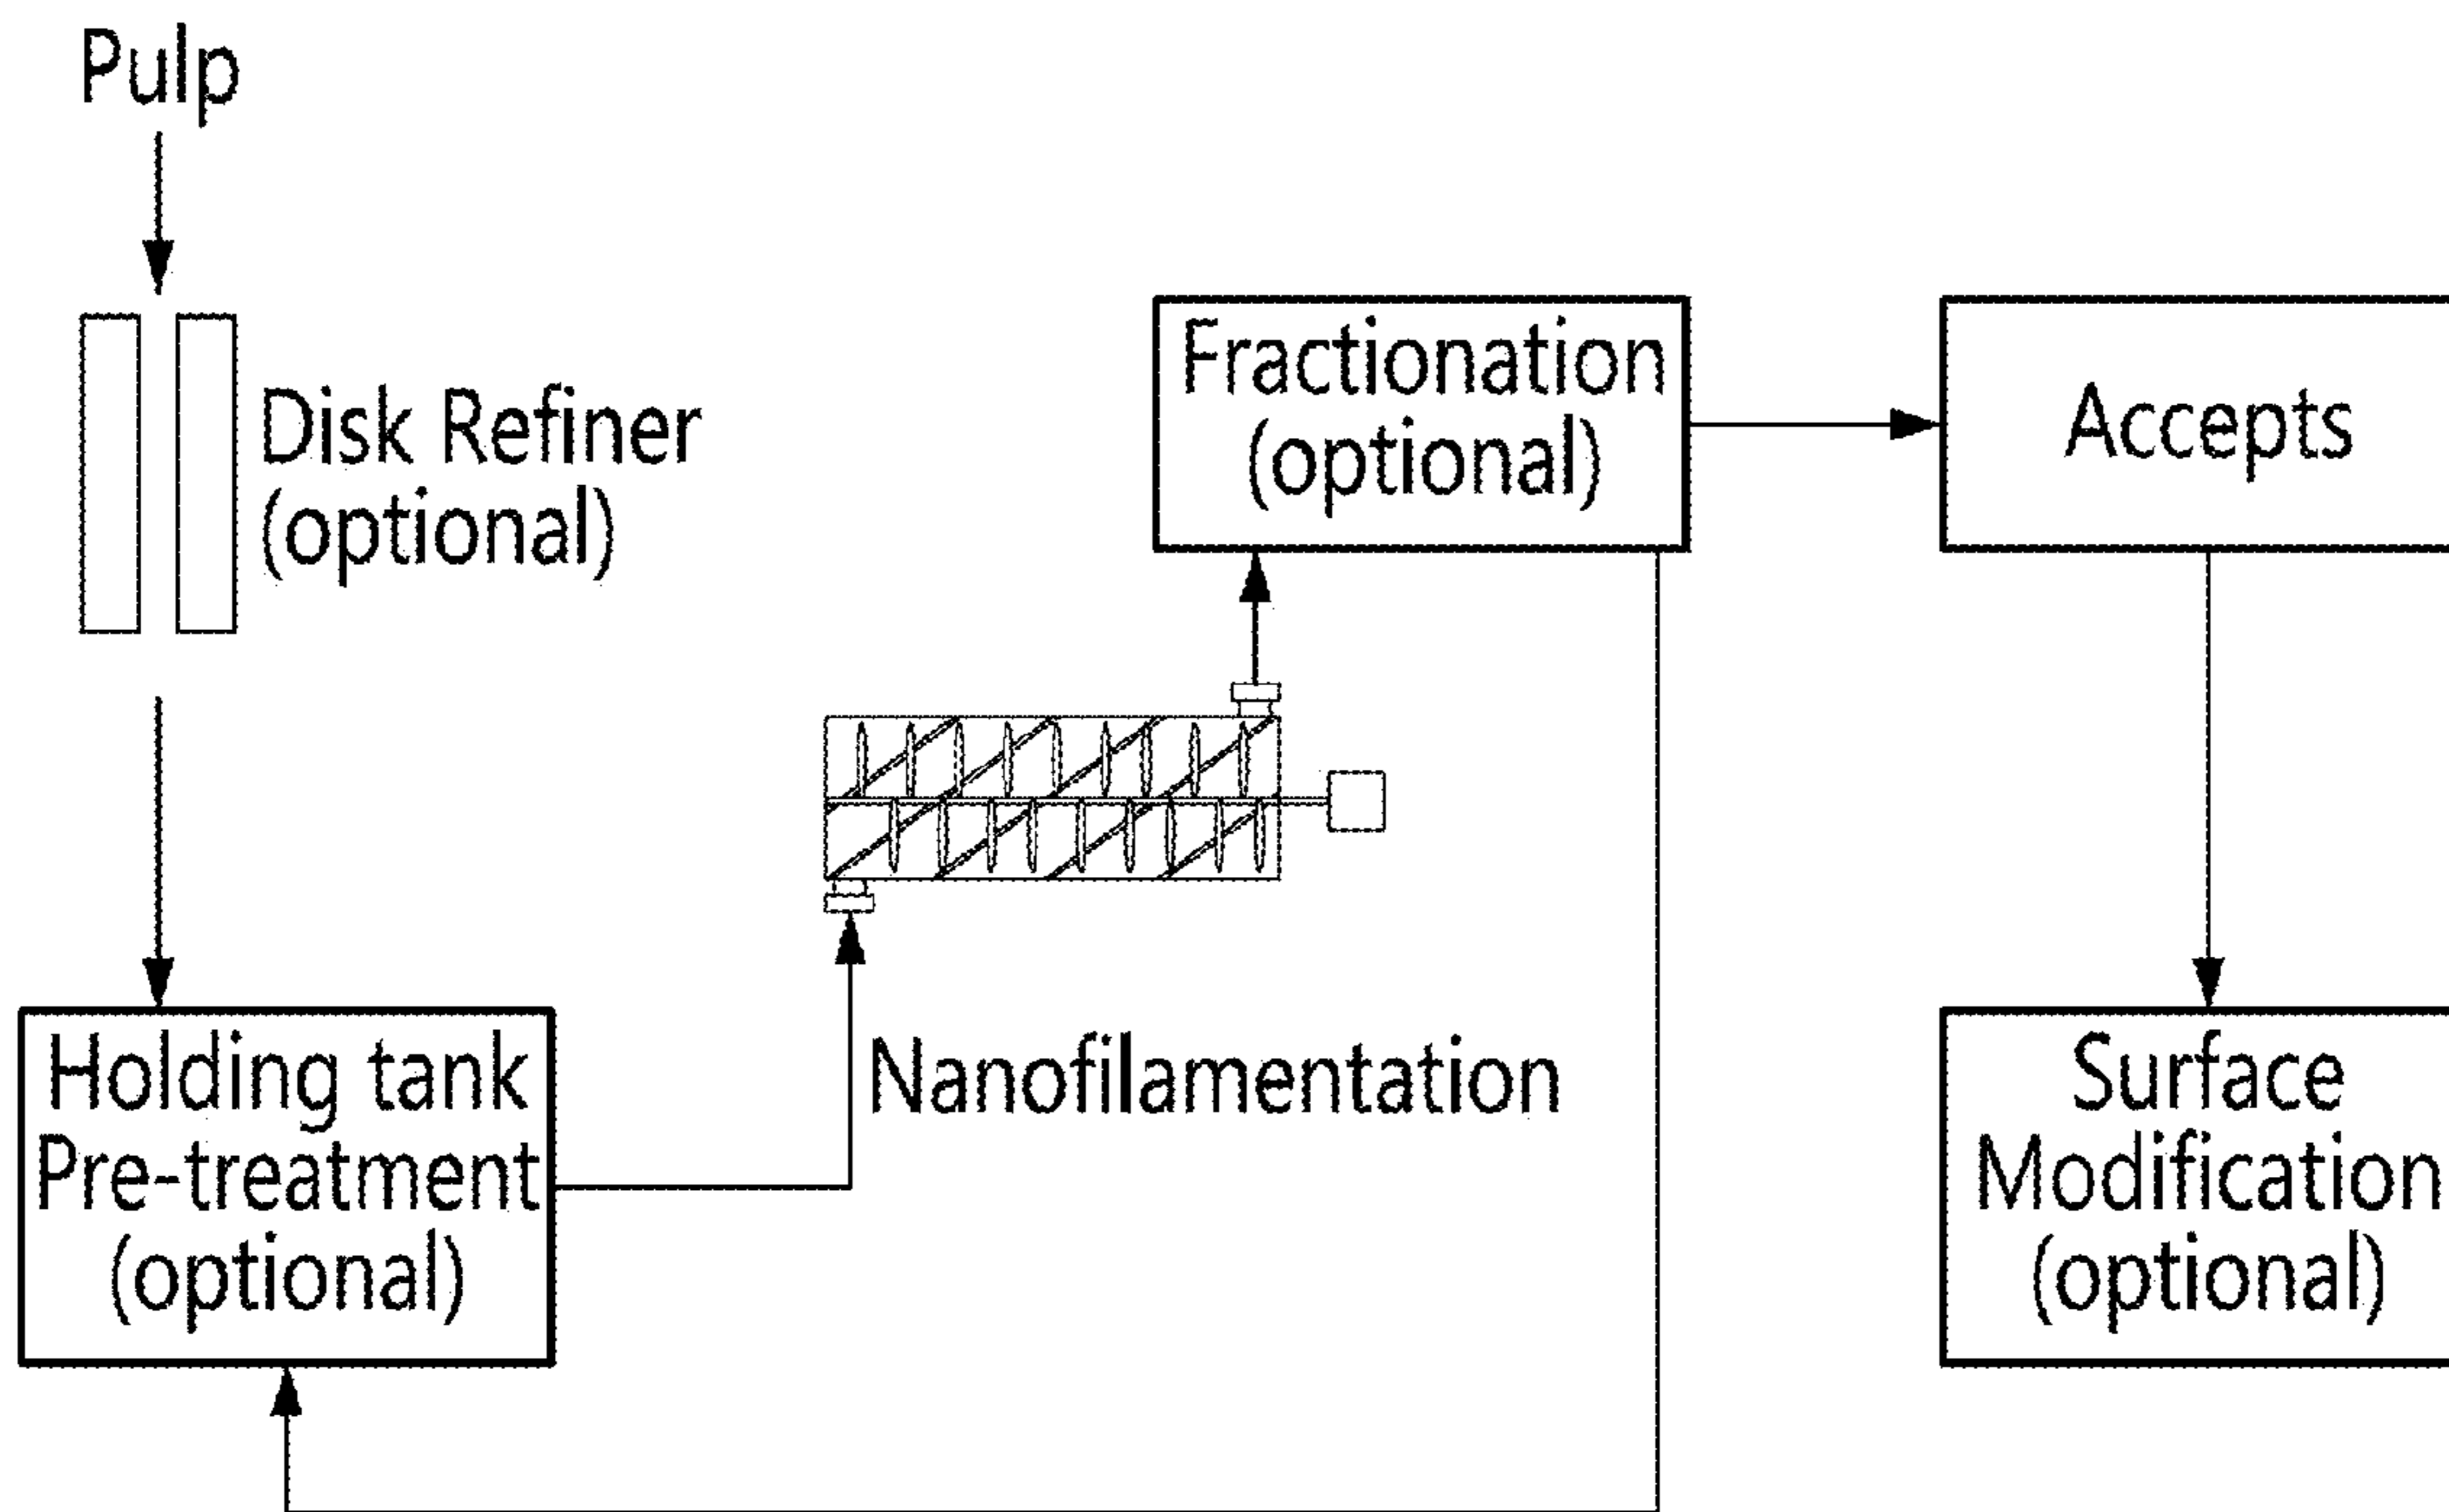 Pulp
Disk Refiner
(optional)
Holding tank
Pre-treatment
(optional)
Nanofilamentation
Fractionation
(optional)
Accepts
Surface
Modification
(optional)